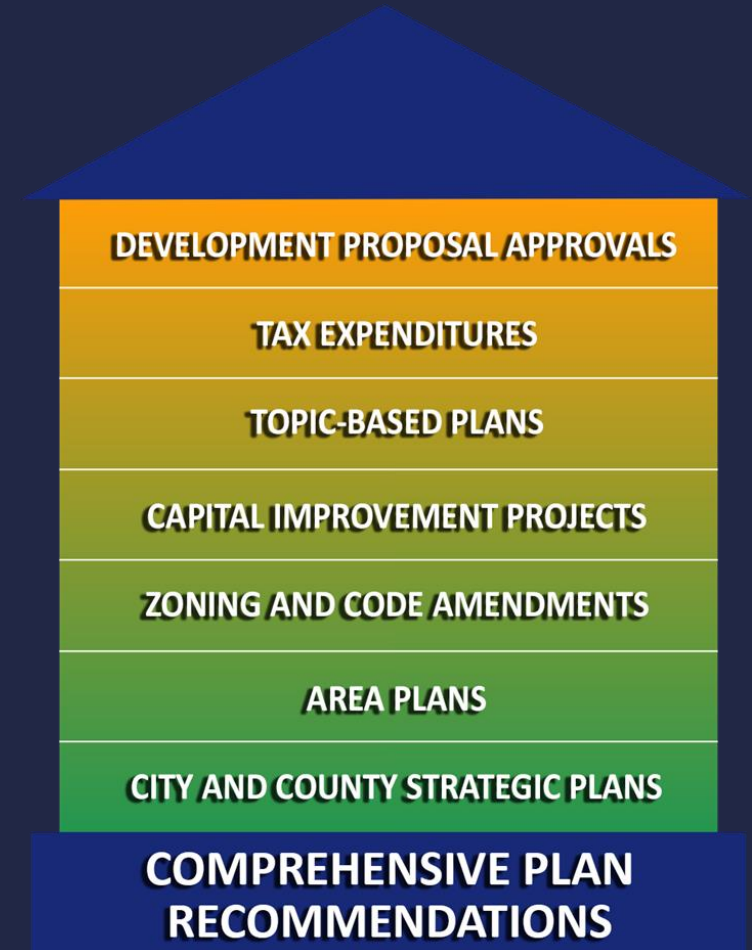 DEVELOPMENT PROPOSAL APPROVALS
TAX EXPENDITURES
TOPIC-BASED PLANS
CAPITAL IMPROVEMENT PROJECTS
ZONING AND CODE AMENDMENTS
AREA PLANS
CITY AND COUNTY STRATEGIC PLANS
COMPREHENSIVE PLAN
RECOMMENDATIONS